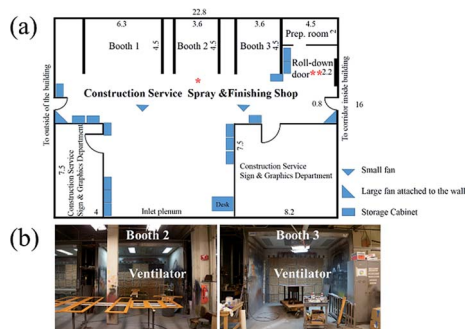 (a)
22.8
6.3
3.6
3.6
4.5
Prep. room
2
Booth 1
4.5
Booth 2
4.5
Booth 3
4.5
Roll-down
door**2.2
*
Construction Service Spray &Finishing Shop
To outside of the building
0.8
16
To corridor inside building
7.5
Construction Service
Sign & Graphics Department
7.5
Construction Service
Sign & Graphics Department
4
Inlet plenum
Desk
8.2
Small fan
Large fan attached to the wall
Storage Cabinet
(b)
Booth 2
Ventilator
Booth 3
Ventilator